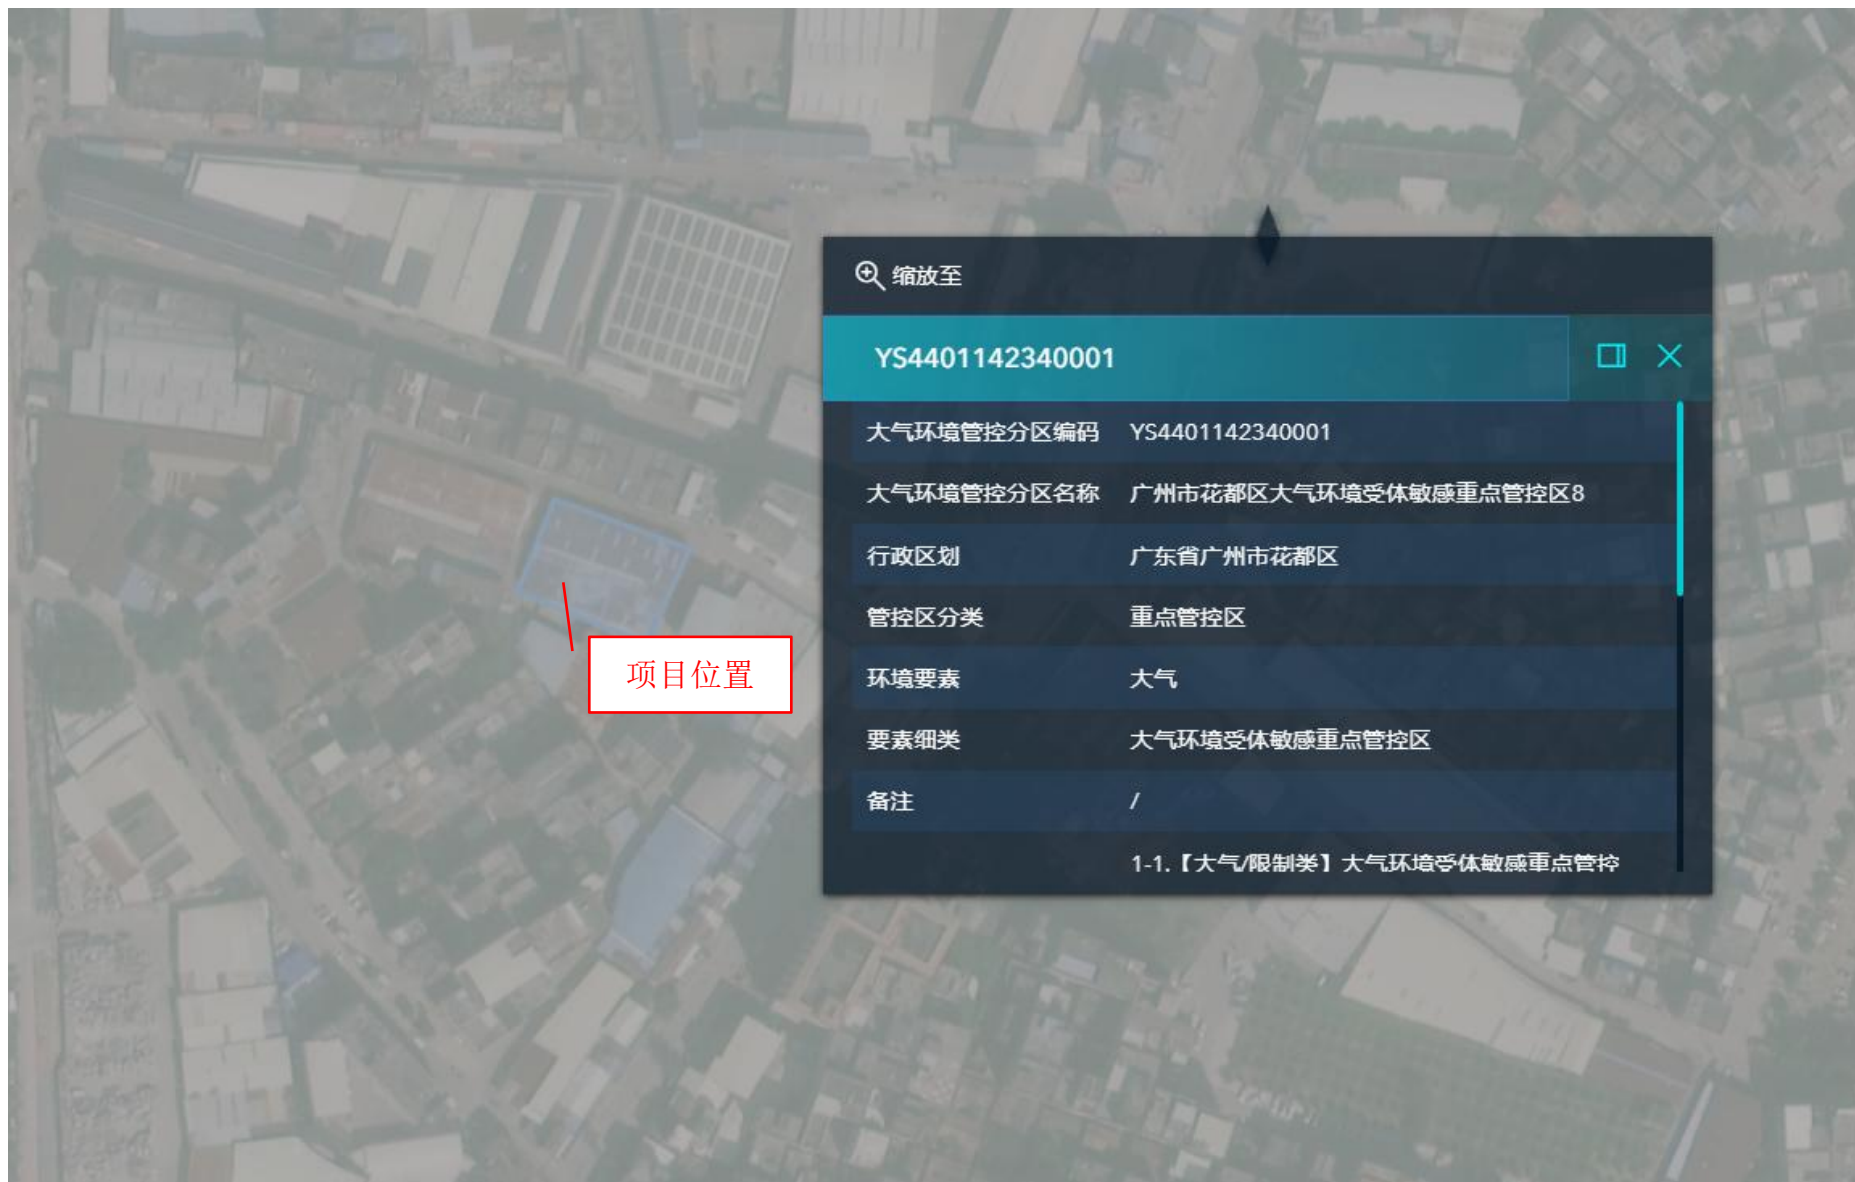 缩放至
YS4401142340001
大气环境管控分区编码 YS4401142340001
大气环境管控分区名称 广州市花都区大气环境受体敏感重点管控区8
行政区划 广东省广州市花都区
管控区分类 重点管控区
环境要素 大气
要素细类 大气环境受体敏感重点管控区
备注 /
1-1.【大气/限制类】大气环境受体敏感重点管控
项目位置